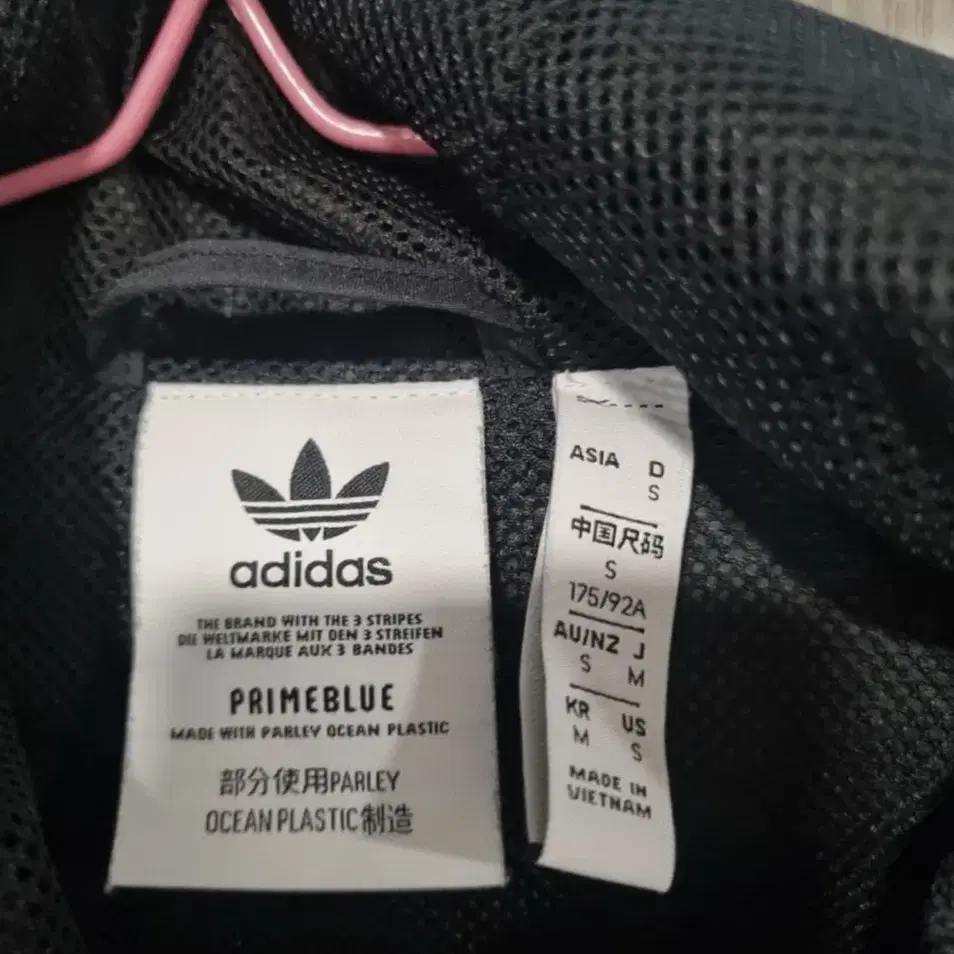 adidas
THE BRAND WITH THE 3 STRIPES
DIE WELTMARKE MIT DEN 3 STREIFEN
LA MARQUE AUX 3 BANDES
PRIMEBLUE
MADE WITH PARLEY OCEAN PLASTIC
部分使用PARLEY
OCEAN PLASTIC制造
ASIA D
S
中国尺码
S
175/92A
AU/NZ J
S M
KR US
M S
MADE IN
VIETNAM